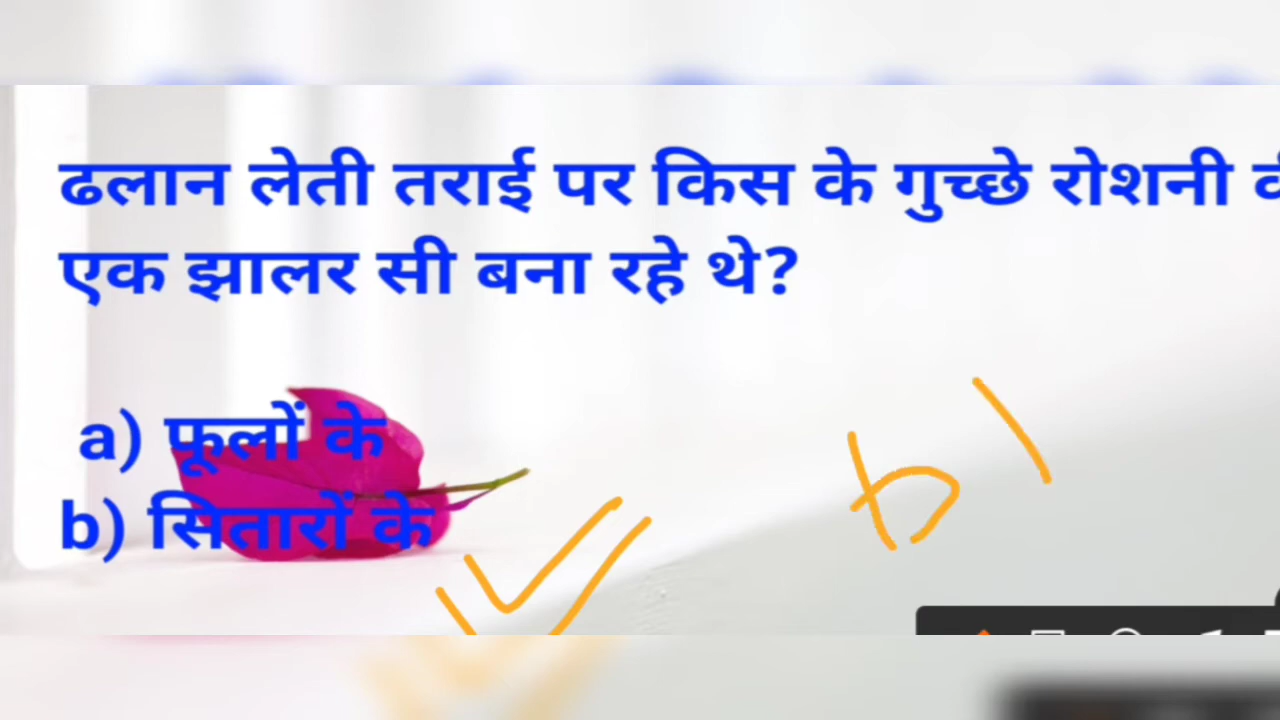 ढलान लेती तराई पर किस के गुच्छे रोशनी
एक झालर सी बना रहे थे?
a) फूलों के
b) सितारों के
b)